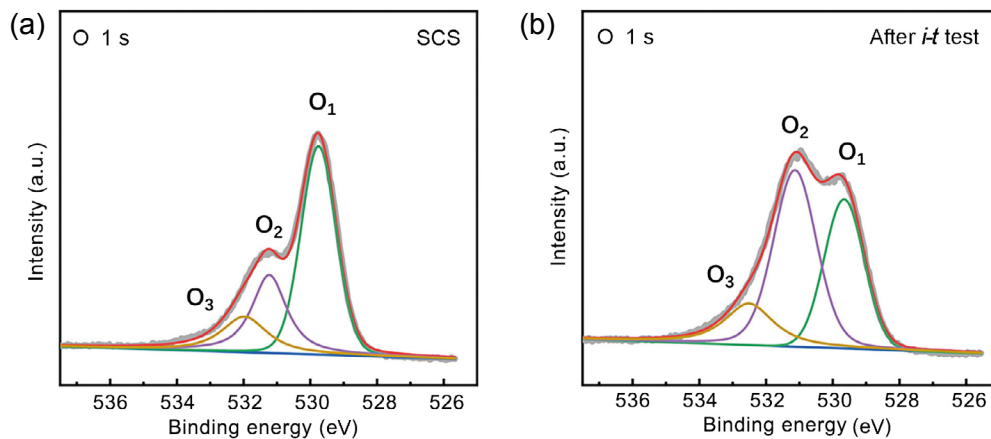 (a)
O 1 s
SCS
O₁
O₂
O₃
Intensity (a.u.)
536 534 532 530 528 526
Binding energy (eV)
(b)
O 1 s
After i-t test
O₂
O₁
O₃
Intensity (a.u.)
536 534 532 530 528 526
Binding energy (eV)